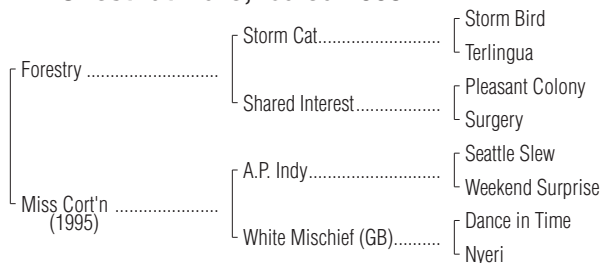 Storm Bird
Storm Cat..............................
Terlingua
Forestry ................................
Pleasant Colony
Shared Interest.....................
Surgery
Seattle Slew
A.P. Indy................................
Weekend Surprise
Miss Cort'n .........................
(1995)
Dance in Time
White Mischief (GB)..........
Nyeri